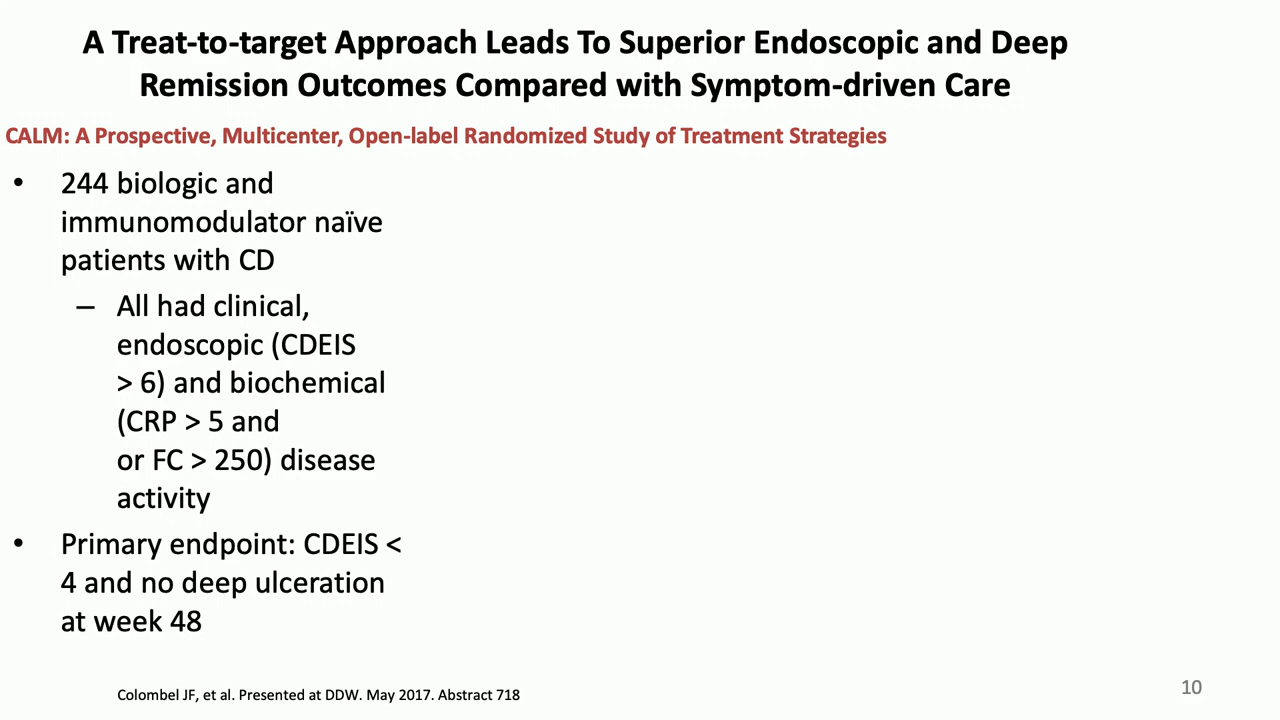 A Treat-to-target Approach Leads To Superior Endoscopic and Deep
Remission Outcomes Compared with Symptom-driven Care
CALM: A Prospective, Multicenter, Open-label Randomized Study of Treatment Strategies
• 244 biologic and
immunomodulator naïve
patients with CD
– All had clinical,
endoscopic (CDEIS
> 6) and biochemical
(CRP > 5 and
or FC > 250) disease
activity
• Primary endpoint: CDEIS <
4 and no deep ulceration
at week 48
Colombel JF, et al. Presented at DDW. May 2017. Abstract 718
10